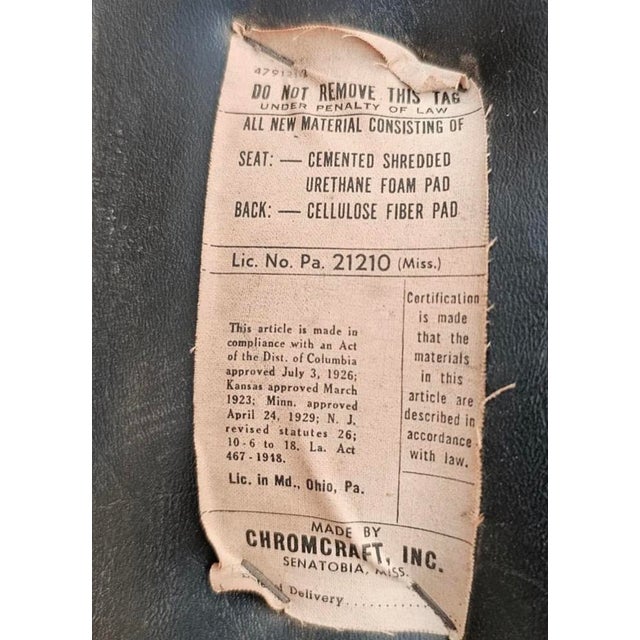 DO NOT REMOVE THIS TAG
UNDER PENALTY OF LAW
ALL NEW MATERIAL CONSISTING OF
SEAT: — CEMENTED SHREDDED
URETHANE FOAM PAD
BACK: — CELLULOSE FIBER PAD
Lic. No. Pa. 21210 (Miss.)
This article is made in
compliance with an Act
of the Dist. of Columbia
approved July 3, 1926;
Kansas approved March
1923; Minn. approved
April 24, 1929; N. J.
revised statutes 26;
10-6 to 18. La. Act
467-1948.
Lic. in Md., Ohio, Pa.
Certification
is made
that the
materials
in this
article are
described in
accordance
with law.
MADE BY
CHROMCRAFT, INC.
SENATOBIA, MISS.
Delivery